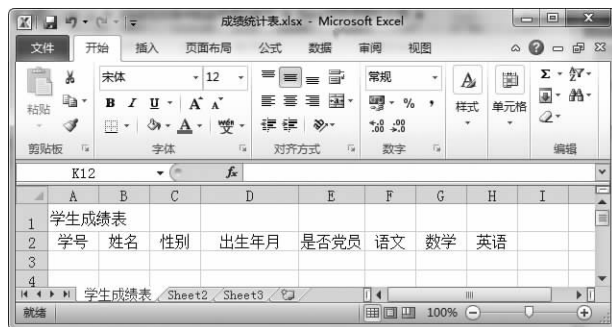 成绩统计表.xlsx - Microsoft Excel
文件 开始 插入 页面布局 公式 数据 审阅 视图
宋体 12 常规
粘贴 B I U A A % , 样式 单元格 Σ
A wén 文 .00 .00
剪贴板 字体 对齐方式 数字 编辑
K12 fx
A B C D E F G H I
1 学生成绩表
2 学号 姓名 性别 出生年月 是否党员 语文 数学 英语
3
4
学生成绩表 Sheet2 Sheet3
就绪 100%